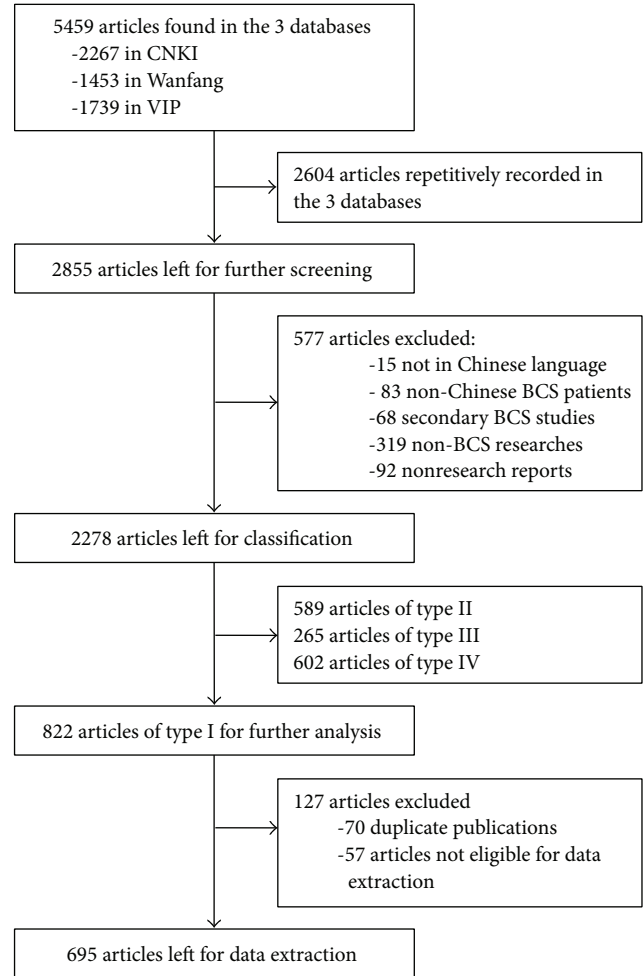 5459 articles found in the 3 databases
-2267 in CNKI
-1453 in Wanfang
-1739 in VIP
2604 articles repetitively recorded in
the 3 databases
2855 articles left for further screening
577 articles excluded:
-15 not in Chinese language
- 83 non-Chinese BCS patients
-68 secondary BCS studies
-319 non-BCS researches
-92 nonresearch reports
2278 articles left for classification
589 articles of type II
265 articles of type III
602 articles of type IV
822 articles of type I for further analysis
127 articles excluded
-70 duplicate publications
-57 articles not eligible for data
extraction
695 articles left for data extraction